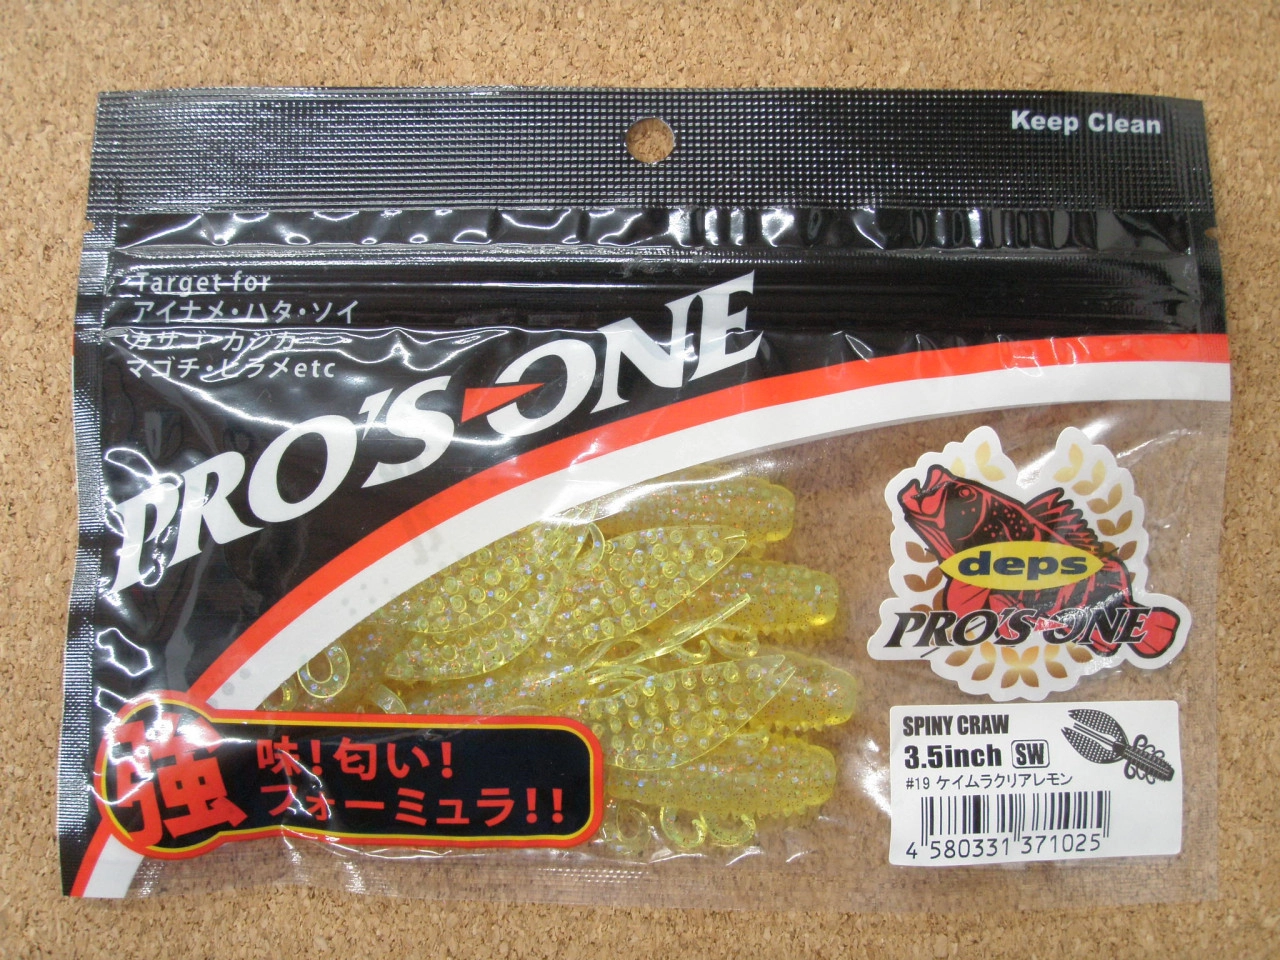 Keep Clean
Target for
アイナメ・ハタ・ソイ
カサゴ・カジカ
マゴチ・ヒラメetc
PRO'S-ONE
deps
PRO'S-ONE
強
味!匂い!
フォーミュラ!!
SPINY CRAW
3.5inch SW
#19 ケイムラクリアレモン
4 580331 371025